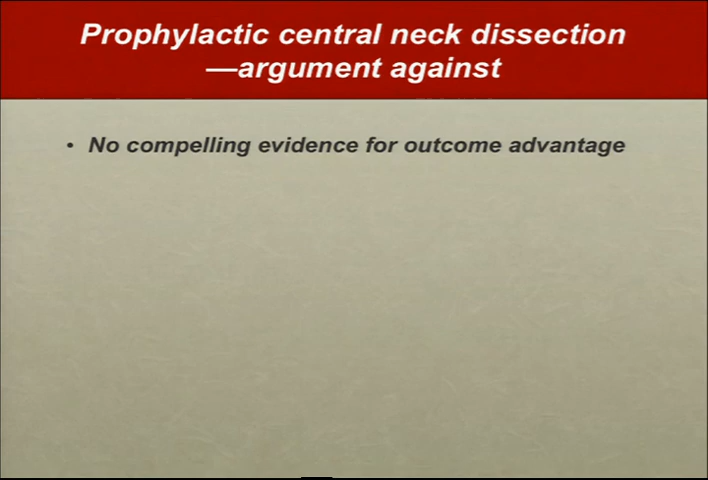 Prophylactic central neck dissection
—argument against
• No compelling evidence for outcome advantage